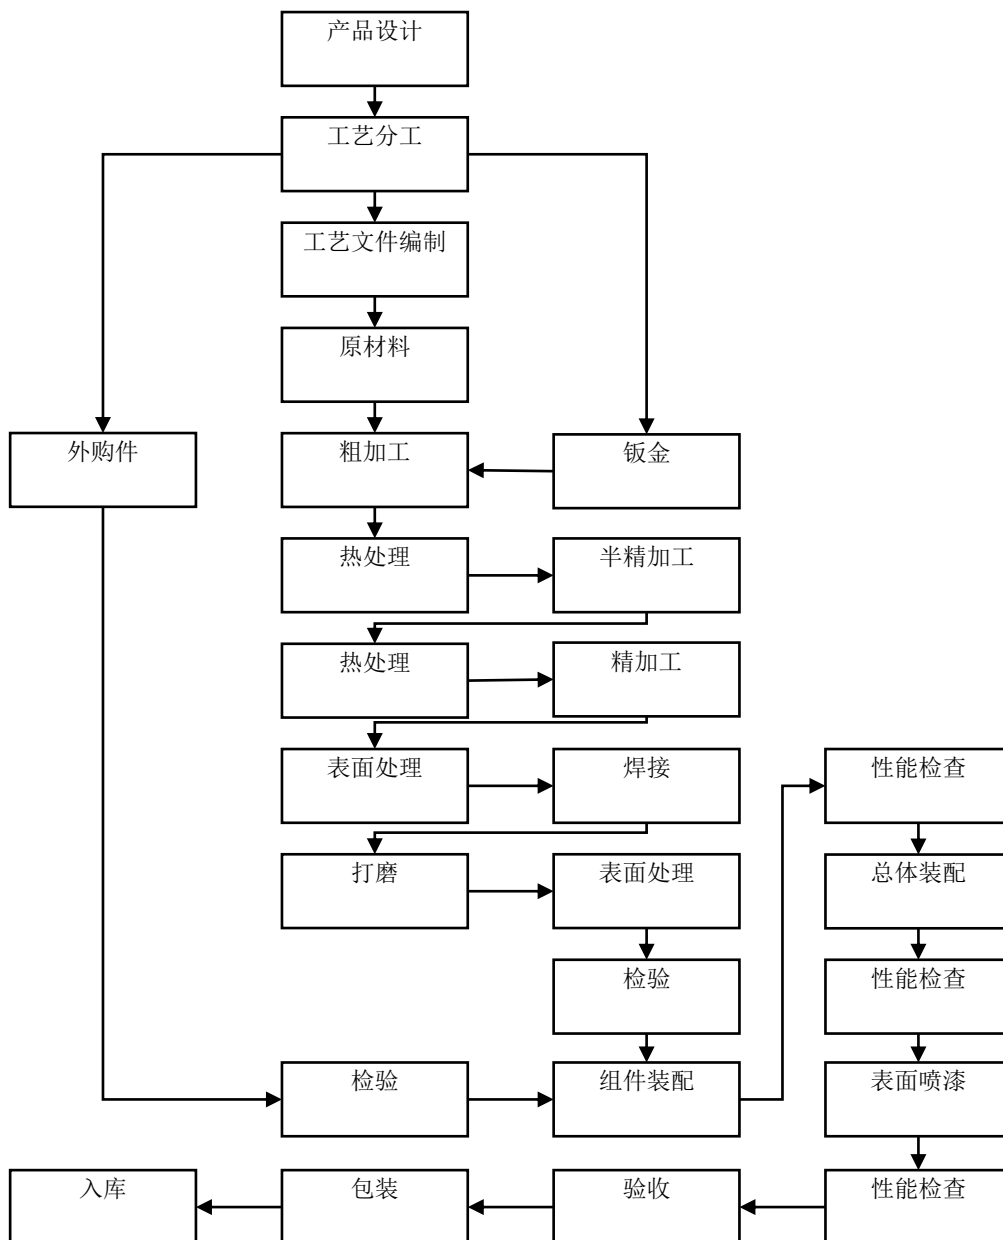 产品设计
工艺分工
工艺文件编制
原材料
外购件
粗加工
钣金
热处理
半精加工
热处理
精加工
表面处理
焊接
性能检查
打磨
表面处理
总体装配
检验
性能检查
检验
组件装配
表面喷漆
入库
包装
验收
性能检查